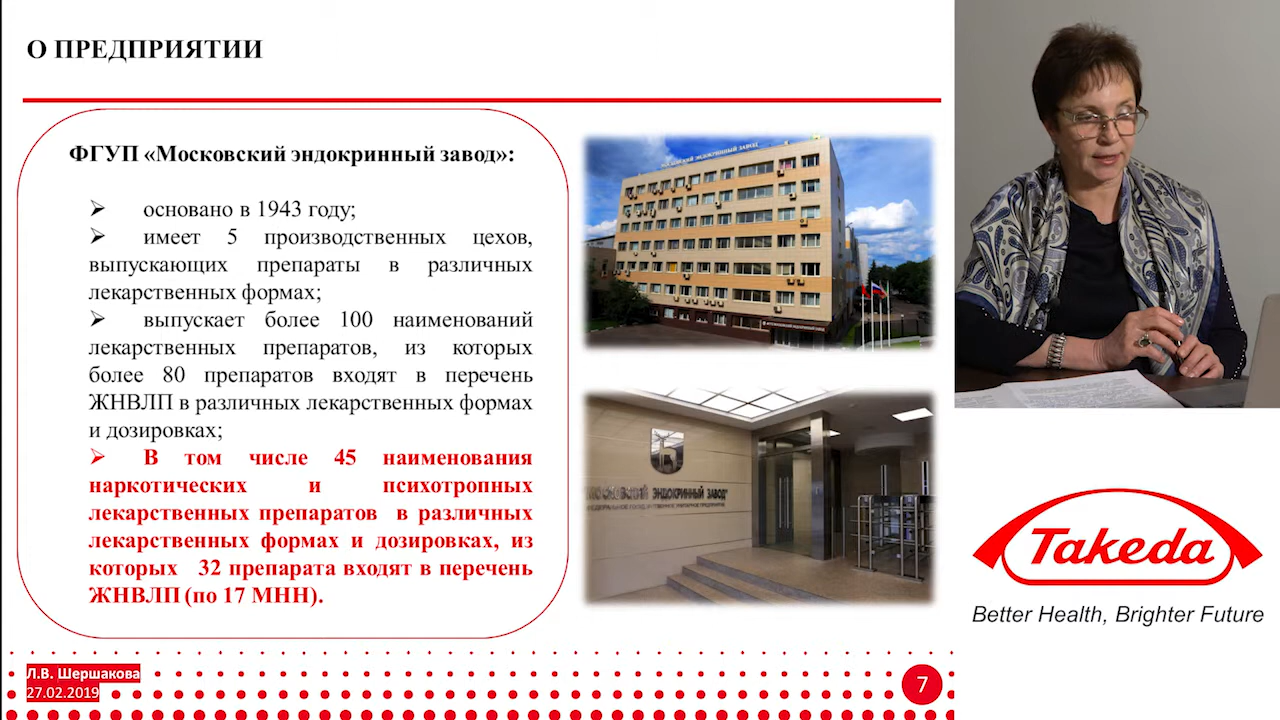 О ПРЕДПРИЯТИИ
ФГУП «Московский эндокринный завод»:
➢ основано в 1943 году;
➢ имеет 5 производственных цехов,
выпускающих препараты в различных
лекарственных формах;
➢ выпускает более 100 наименований
лекарственных препаратов, из которых
более 80 препаратов входят в перечень
ЖНВЛП в различных лекарственных формах
и дозировках;
➢ В том числе 45 наименования
наркотических и психотропных
лекарственных препаратов в различных
лекарственных формах и дозировках, из
которых 32 препарата входят в перечень
ЖНВЛП (по 17 МНН).
МОСКОВСКИЙ ЭНДОКРИННЫЙ ЗАВОД
МОСКОВСКИЙ ЭНДОКРИННЫЙ ЗАВОД"
Takeda
Better Health, Brighter Future
Л.В. Шершакова
27.02.2019
7